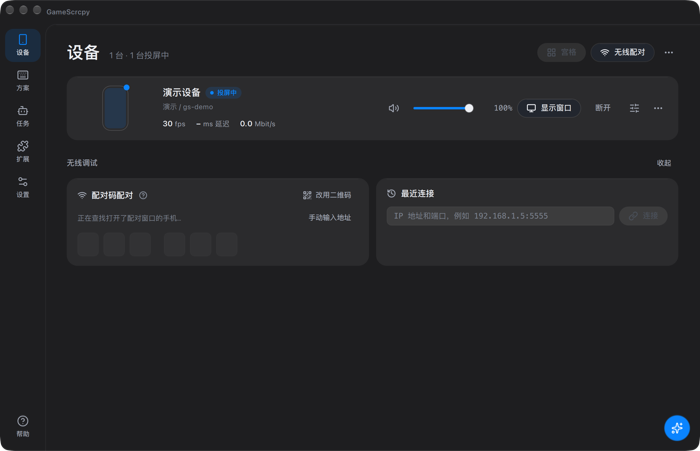 GameScrcpy
设备
方案
任务
扩展
设置
帮助
设备 1 台 · 1 台投屏中
宫格
无线配对
演示设备 投屏中
演示 / gs-demo
30 fps – ms 延迟 0.0 Mbit/s
100%
显示窗口
断开
无线调试
收起
配对码配对
改用二维码
正在查找打开了配对窗口的手机…
手动输入地址
最近连接
IP 地址和端口，例如 192.168.1.5:5555
连接